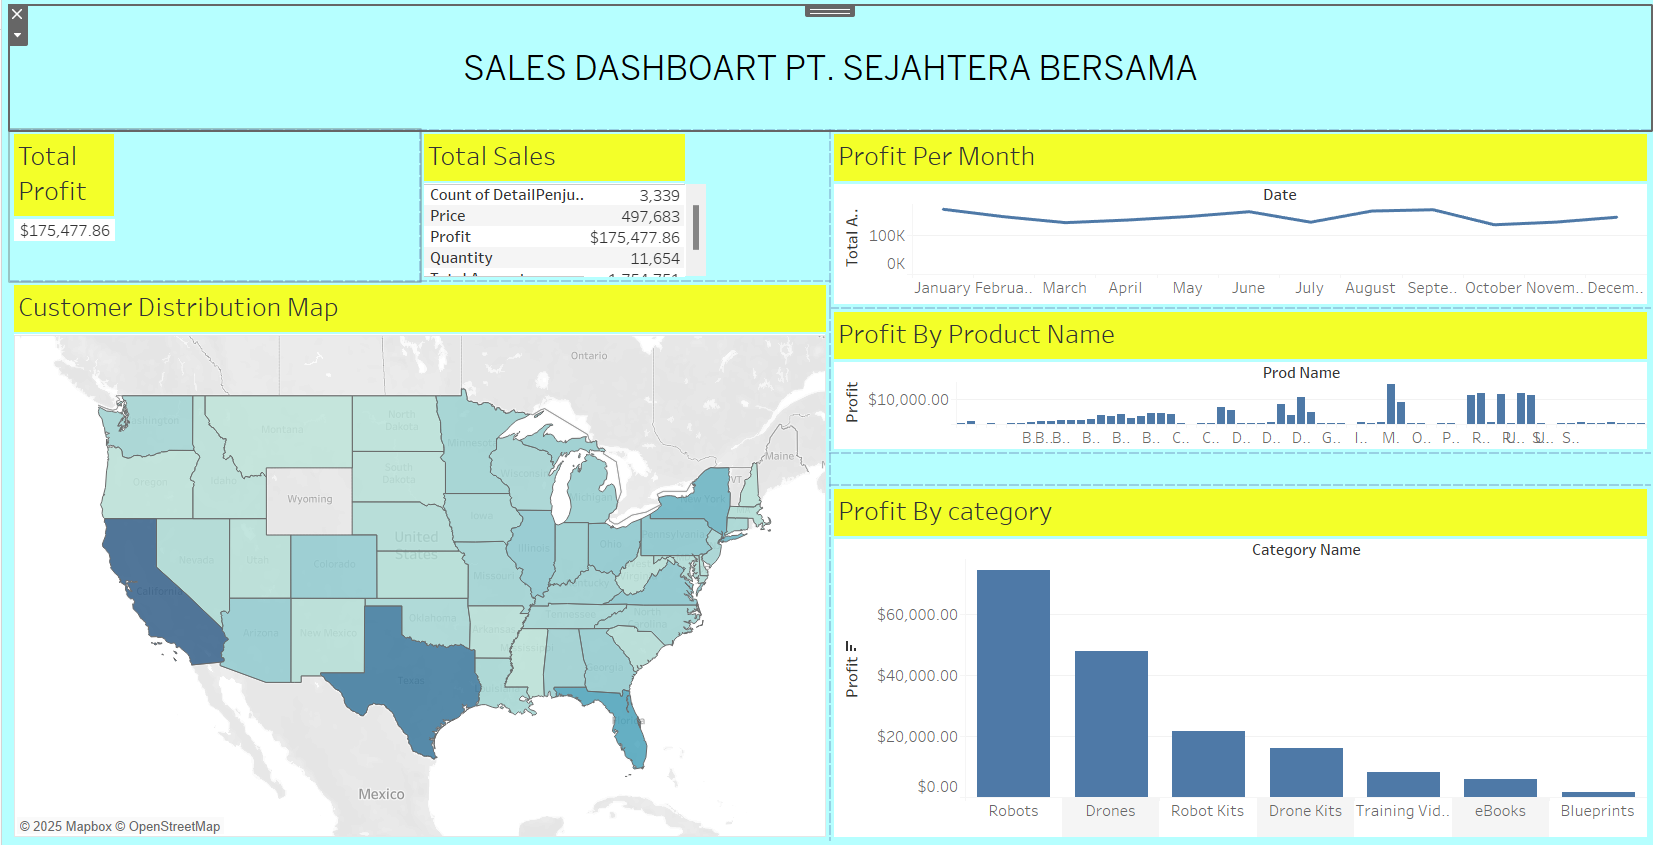 SALES DASHBOART PT. SEJAHTERA BERSAMA
Total
Profit
$175,477.86
Total Sales
Count of DetailPenju.. 3,339
Price 497,683
Profit $175,477.86
Quantity 11,654
Customer Distribution Map
Ontario
Washington
Montana
North
Dakota
Minnesota
Maine
Oregon
Idaho
South
Dakota
Wisconsin
Michigan
VT
New York
Wyoming
Iowa
Nevada
Utah
Colorado
United
States
Illinois
Ohio
Pennsylvania
California
Missouri
Kentucky
Virginia
Arizona
New Mexico
Oklahoma
Arkansas
Tennessee
North
Carolina
Mississippi
Georgia
Texas
Florida
Mexico
© 2025 Mapbox © OpenStreetMap
Profit Per Month
Date
Total A..
100K
0K
January Februa.. March April May June July August Septe.. October Novem.. Decem..
Profit By Product Name
Prod Name
Profit
$10,000.00
B.. B.. B.. B.. B.. B.. C.. C.. D.. D.. D.. G.. I.. M.. O.. P.. R.. S..
Profit By category
Category Name
Profit
$60,000.00
$40,000.00
$20,000.00
$0.00
Robots Drones Robot Kits Drone Kits Training Vid.. eBooks Blueprints